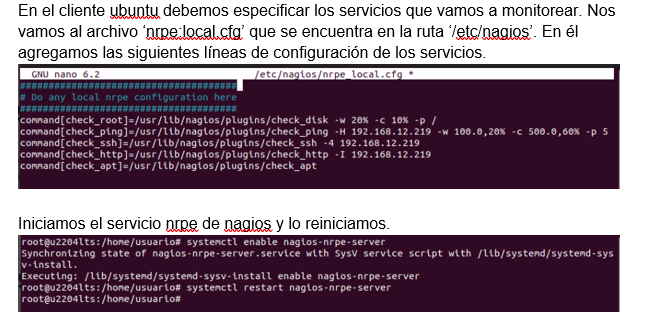 En el cliente ubuntu debemos especificar los servicios que vamos a monitorear. Nos
vamos al archivo ‘nrpe:local.cfg’ que se encuentra en la ruta ‘/etc/nagios’. En él
agregamos las siguientes líneas de configuración de los servicios.
GNU nano 6.2 /etc/nagios/nrpe_local.cfg *
######################################
# Do any local nrpe configuration here
######################################
command[check_root]=/usr/lib/nagios/plugins/check_disk -w 20% -c 10% -p /
command[check_ping]=/usr/lib/nagios/plugins/check_ping -H 192.168.12.219 -w 100.0,20% -c 500.0,60% -p 5
command[check_ssh]=/usr/lib/nagios/plugins/check_ssh -4 192.168.12.219
command[check_http]=/usr/lib/nagios/plugins/check_http -I 192.168.12.219
command[check_apt]=/usr/lib/nagios/plugins/check_apt
Iniciamos el servicio nrpe de nagios y lo reiniciamos.
root@u2204lts:/home/usuario# systemctl enable nagios-nrpe-server
Synchronizing state of nagios-nrpe-server.service with SysV service script with /lib/systemd/systemd-sys
v-install.
Executing: /lib/systemd/systemd-sysv-install enable nagios-nrpe-server
root@u2204lts:/home/usuario# systemctl restart nagios-nrpe-server
root@u2204lts:/home/usuario#